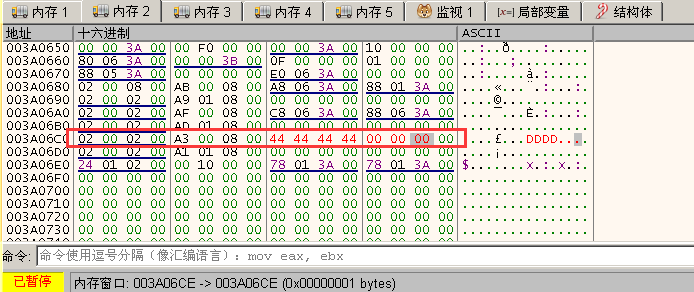 内存 1 内存 2 内存 3 内存 4 内存 5 监视 1 [x=] 局部变量 结构体
地址 十六进制 ASCII
003A0650 00 00 3A 00 00 F0 00 00 00 00 3A 00 10 00 00 00 ..:..ð....:.....
003A0660 80 06 3A 00 00 00 3B 00 0F 00 00 00 01 00 00 00
003A0670 88 05 3A 00 00 00 00 00 E0 06 3A 00 00 00 00 00
003A0680 02 00 08 00 AB 00 08 00 A8 06 3A 00 88 01 3A 00
003A0690 02 00 02 00 A9 01 08 00 00 00 00 00 00 00 00 00
003A06A0 02 00 02 00 AF 00 08 00 C8 06 3A 00 88 06 3A 00
003A06B0 02 00 02 00 AD 01 08 00 00 00 00 00 00 00 00 00
003A06C0 02 00 02 00 A3 00 08 00 44 44 44 44 00 00 00 00 ....£...DDDD....
003A06D0 02 00 02 00 A1 01 08 00 00 00 00 00 00 00 00 00
003A06E0 24 01 02 00 00 10 00 00 78 01 3A 00 78 01 3A 00 $.......x.:.x.:.
003A06F0 00 00 00 00 00 00 00 00 00 00 00 00 00 00 00 00
003A0700 00 00 00 00 00 00 00 00 00 00 00 00 00 00 00 00
003A0710 00 00 00 00 00 00 00 00 00 00 00 00 00 00 00 00
003A0720 00 00 00 00 00 00 00 00 00 00 00 00 00 00 00 00
003A0730 00 00 00 00 00 00 00 00 00 00 00 00 00 00 00 00
命令: 命令使用逗号分隔（像汇编语言）: mov eax, ebx
已暂停 内存窗口: 003A06CE -> 003A06CE (0x00000001 bytes)